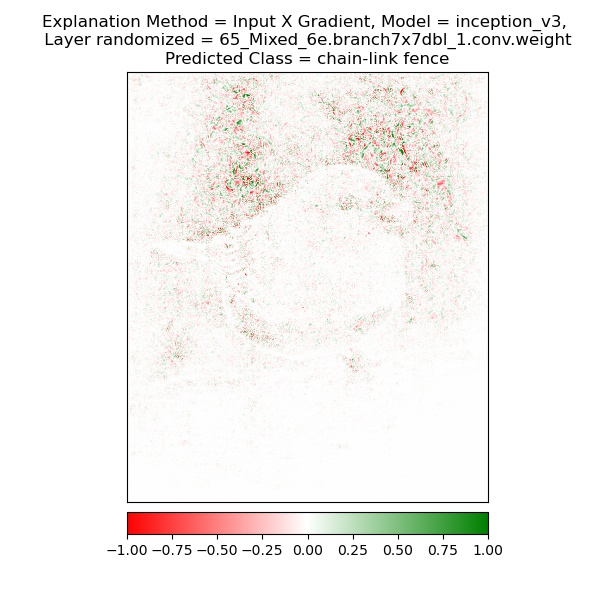 Explanation Method = Input X Gradient, Model = inception_v3,
Layer randomized = 65_Mixed_6e.branch7x7dbl_1.conv.weight
Predicted Class = chain-link fence
−1.00 −0.75 −0.50 −0.25 0.00 0.25 0.50 0.75 1.00